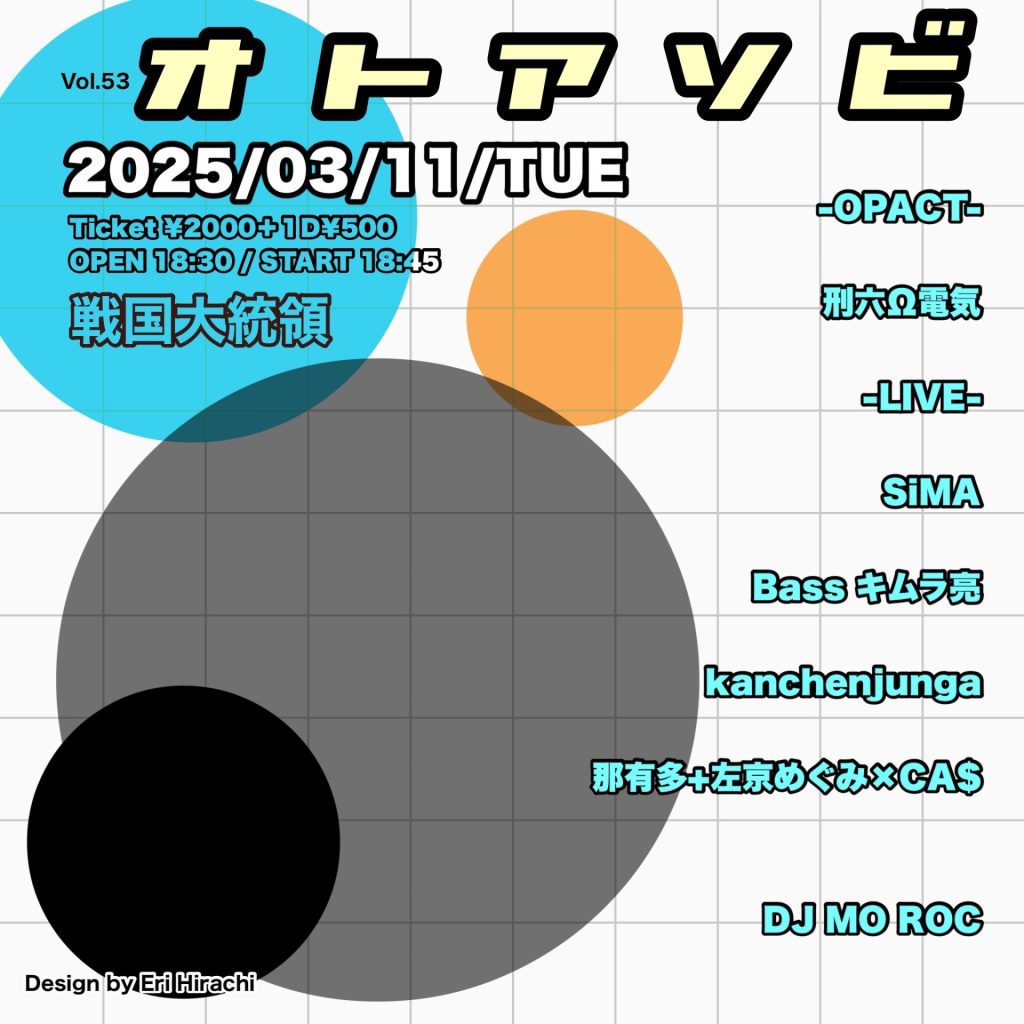 Vol.53 オトアソビ
2025/03/11/TUE
Ticket ¥2000+1D¥500
OPEN 18:30 / START 18:45
戦国大統領
-OPACT-
刑六Ω電気
-LIVE-
SiMA
Bass キムラ亮
kanchenjunga
那有多+左京めぐみ×CA$
DJ MO ROC
Design by Eri Hirachi